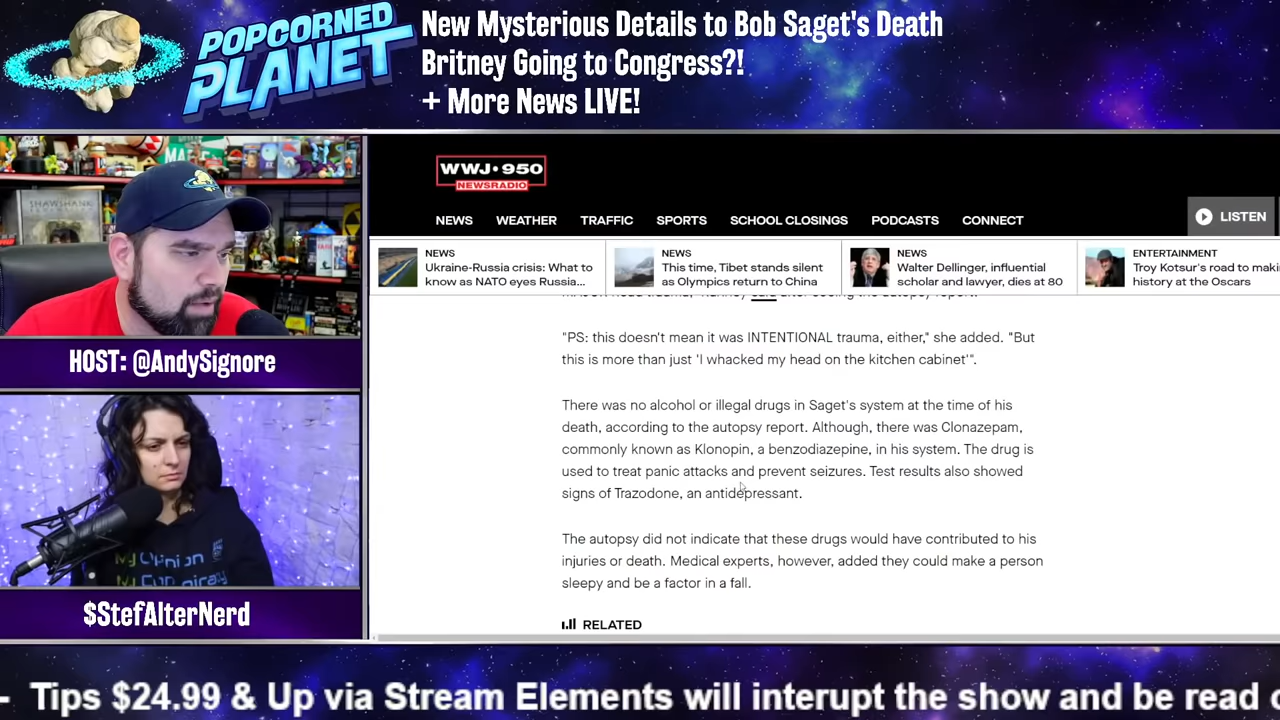 POPCORNED
PLANET
New Mysterious Details to Bob Saget's Death
Britney Going to Congress?!
+ More News LIVE!
SHAWSHANK
HOST: @AndySignore
$StefAlterNerd
WWJ•950
NEWSRADIO
NEWS WEATHER TRAFFIC SPORTS SCHOOL CLOSINGS PODCASTS CONNECT
LISTEN
NEWS
Ukraine-Russia crisis: What to
know as NATO eyes Russia...
NEWS
This time, Tibet stands silent
as Olympics return to China
NEWS
Walter Dellinger, influential
scholar and lawyer, dies at 80
ENTERTAINMENT
Troy Kotsur's road to maki
history at the Oscars
"PS: this doesn't mean it was INTENTIONAL trauma, either," she added. "But
this is more than just 'I whacked my head on the kitchen cabinet'".
There was no alcohol or illegal drugs in Saget's system at the time of his
death, according to the autopsy report. Although, there was Clonazepam,
commonly known as Klonopin, a benzodiazepine, in his system. The drug is
used to treat panic attacks and prevent seizures. Test results also showed
signs of Trazodone, an antidepressant.
The autopsy did not indicate that these drugs would have contributed to his
injuries or death. Medical experts, however, added they could make a person
sleepy and be a factor in a fall.
RELATED
- Tips $24.99 & Up via Stream Elements will interupt the show and be read